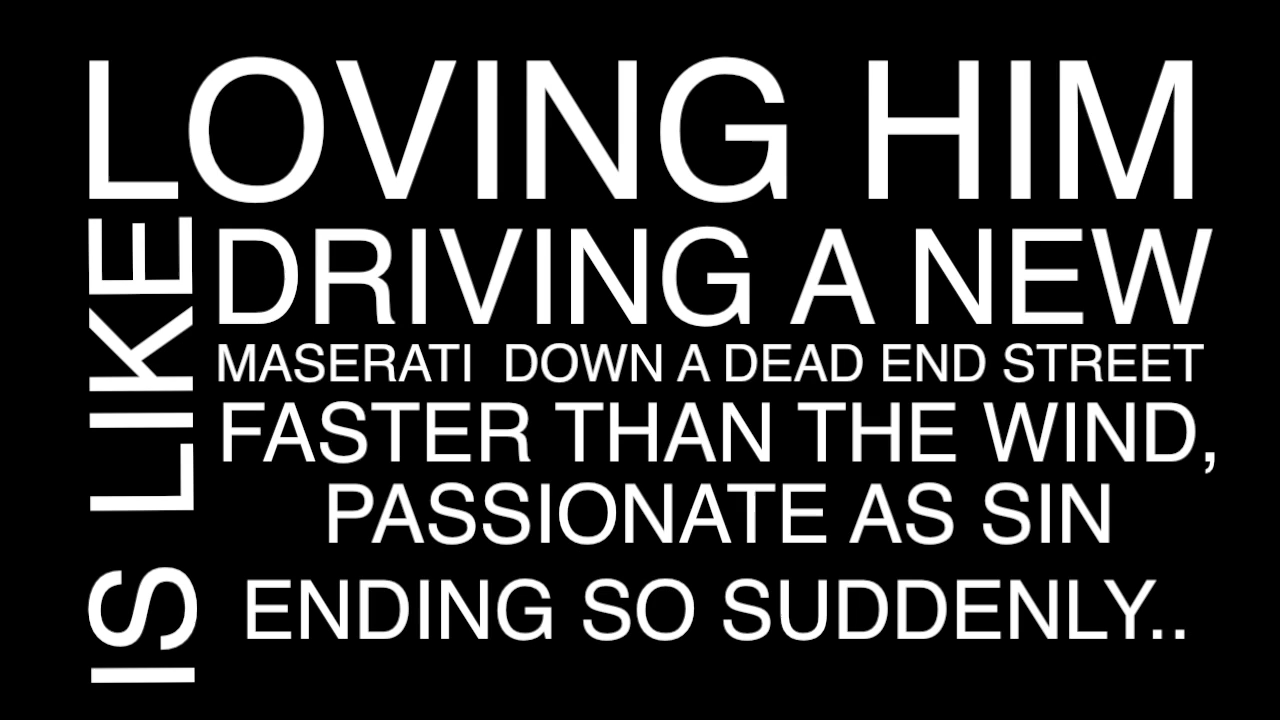 LOVING HIM
IS LIKE
DRIVING A NEW
MASERATI DOWN A DEAD END STREET
FASTER THAN THE WIND,
PASSIONATE AS SIN
ENDING SO SUDDENLY..